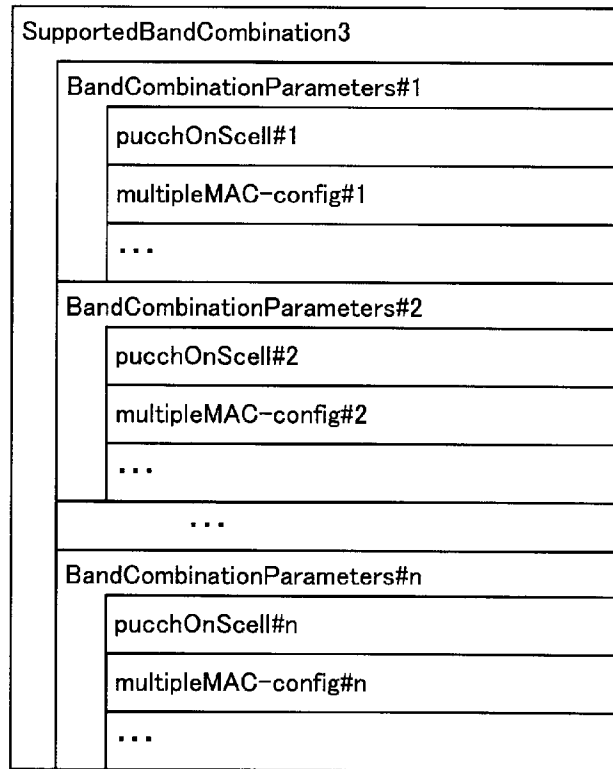 SupportedBandCombination3
BandCombinationParameters#1
pucchOnScell#1
multipleMAC-config#1
...
BandCombinationParameters#2
pucchOnScell#2
multipleMAC-config#2
...
...
BandCombinationParameters#n
pucchOnScell#n
multipleMAC-config#n
...